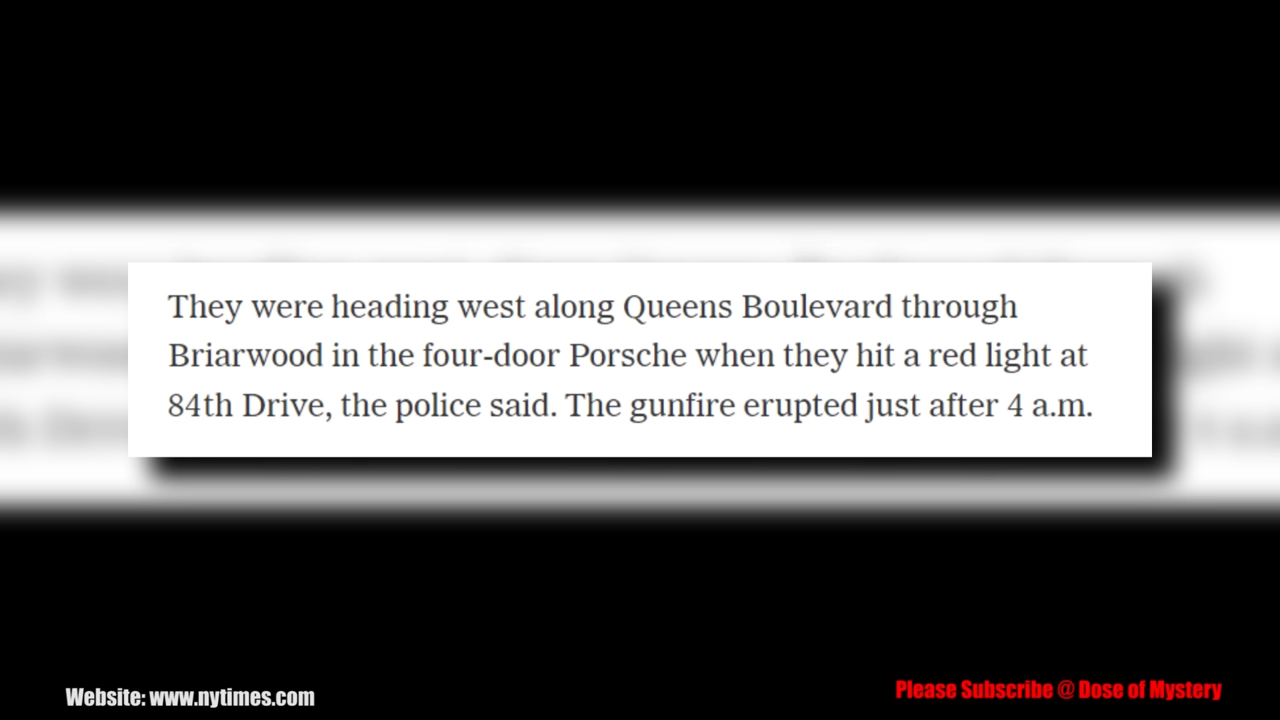 They were heading west along Queens Boulevard through
Briarwood in the four-door Porsche when they hit a red light at
84th Drive, the police said. The gunfire erupted just after 4 a.m.
Website: www.nytimes.com
Please Subscribe @ Dose of Mystery